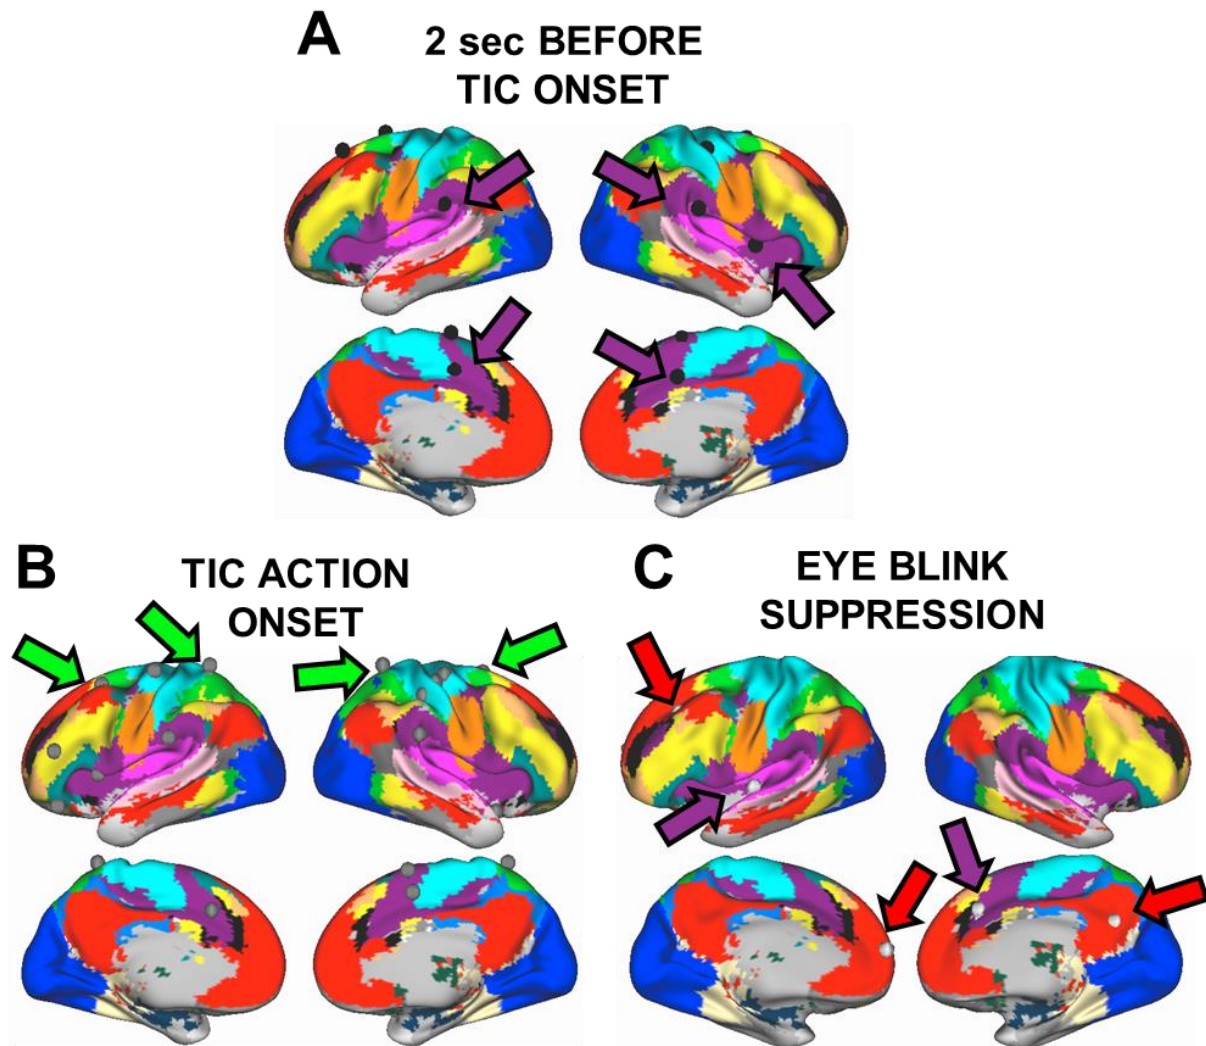 A
2 sec BEFORE
TIC ONSET
B
TIC ACTION
ONSET
C
EYE BLINK
SUPPRESSION